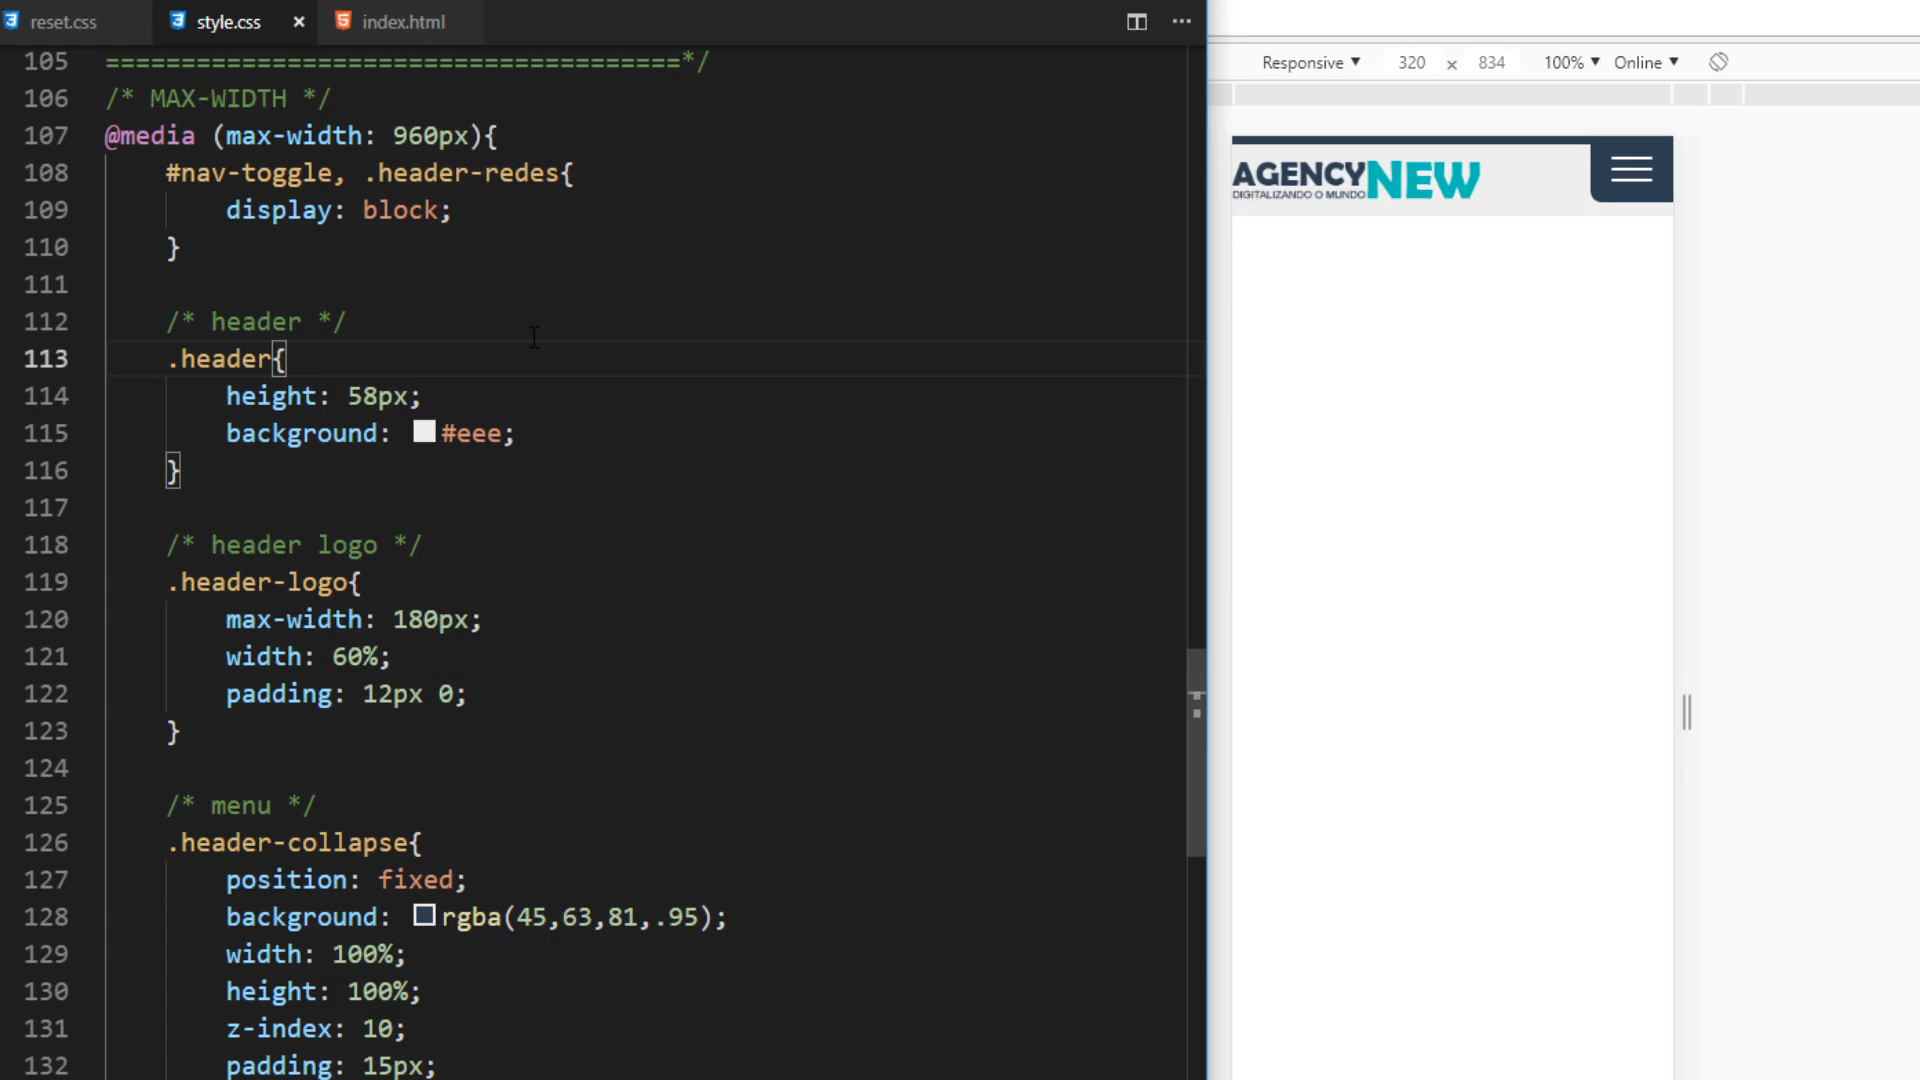 reset.css
style.css
index.html
105 ======================================*/
106 /* MAX-WIDTH */
107 @media (max-width: 960px){
108 #nav-toggle, .header-redes{
109 display: block;
110 }
111
112 /* header */
113 .header{
114 height: 58px;
115 background: #eee;
116 }
117
118 /* header logo */
119 .header-logo{
120 max-width: 180px;
121 width: 60%;
122 padding: 12px 0;
123 }
124
125 /* menu */
126 .header-collapse{
127 position: fixed;
128 background: rgba(45,63,81,.95);
129 width: 100%;
130 height: 100%;
131 z-index: 10;
132 padding: 15px;
Responsive 320 x 834 100% Online
AGENCYNEW
DIGITALIZANDO O MUNDO